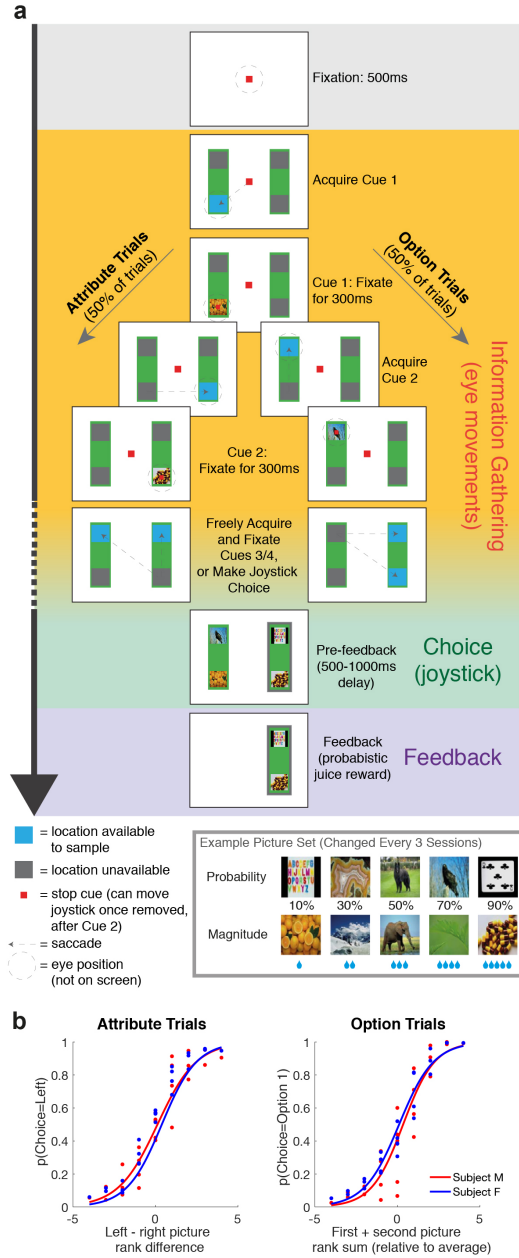 a
Fixation: 500ms
Acquire Cue 1
Attribute Trials
(50% of trials)
Option Trials
(50% of trials)
Cue 1: Fixate
for 300ms
Acquire
Cue 2
Information Gathering
(eye movements)
Cue 2:
Fixate for 300ms
Freely Acquire
and Fixate
Cues 3/4,
or Make Joystick
Choice
Pre-feedback
(500-1000ms
delay)
Choice
(joystick)
Feedback
(probabistic
juice reward)
Feedback
= location available
to sample
= location unavailable
= stop cue (can move
joystick once removed,
after Cue 2)
= saccade
= eye position
(not on screen)
Example Picture Set (Changed Every 3 Sessions)
Probability
10% 30% 50% 70% 90%
Magnitude
b
Attribute Trials
p(Choice=Left)
1
0.8
0.6
0.4
0.2
0
-5 0 5
Left - right picture
rank difference
Option Trials
p(Choice=Option 1)
1
0.8
0.6
0.4
0.2
0
Subject M
Subject F
-5 0 5
First + second picture
rank sum (relative to average)